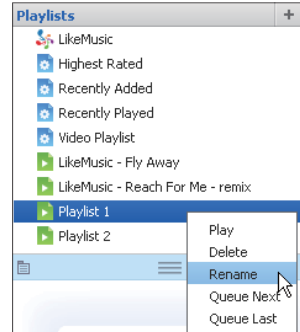 Playlists +
LikeMusic
Highest Rated
Recently Added
Recently Played
Video Playlist
LikeMusic - Fly Away
LikeMusic - Reach For Me - remix
Playlist 1
Playlist 2
Play
Delete
Rename
Queue Next
Queue Last